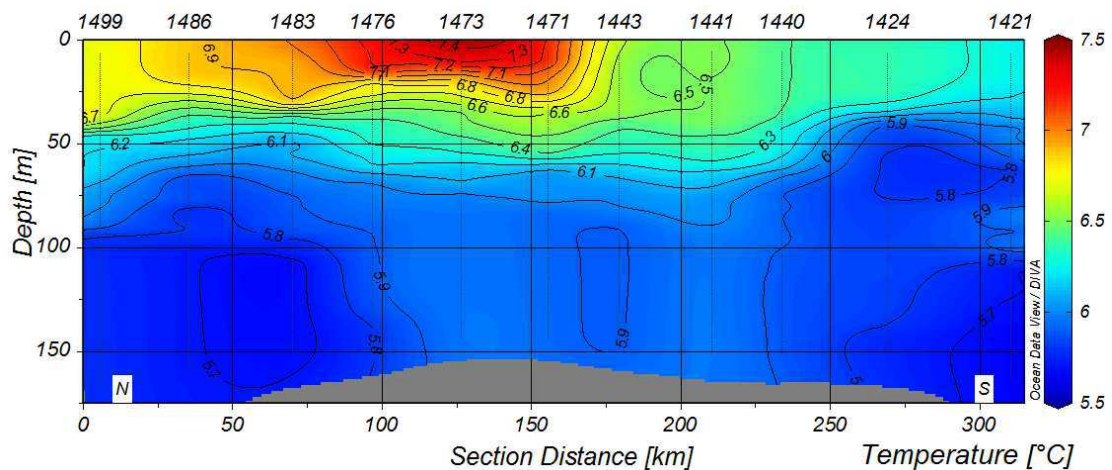 1499 1486 1483 1476 1473 1471 1443 1441 1440 1424 1421
0 7.3 7.4 7.3 7.5
6.9 7.1 7.2 7.1
6.8 6.8 6.5 6.5 7
6.7 6.6 6.6
6.2 6.1 6.4 6.3 5.9
50 6.1 6 5.8 6.5
Depth [m]
5.8 5.9
100 5.8 5.8
5.9 5.7 6
150 5.7 5.8 5.9
N S
Ocean Data View / DIVA
5.5
0 50 100 150 200 250 300
Section Distance [km] Temperature [°C]